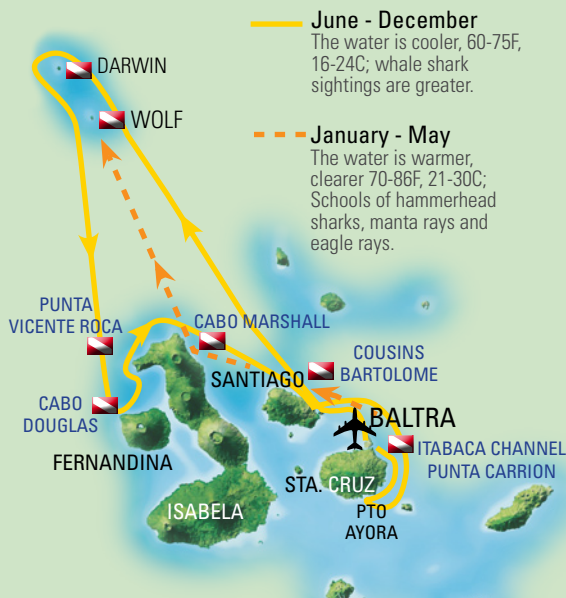 June - December
The water is cooler, 60-75F,
16-24C; whale shark
sightings are greater.
January - May
The water is warmer,
clearer 70-86F, 21-30C;
Schools of hammerhead
sharks, manta rays and
eagle rays.
DARWIN
WOLF
PUNTA
VICENTE ROCA
CABO MARSHALL
COUSINS
BARTOLOME
SANTIAGO
CABO
DOUGLAS
BALTRA
ITABACA CHANNEL
PUNTA CARRION
FERNANDINA
STA. CRUZ
ISABELA
PTO
AYORA